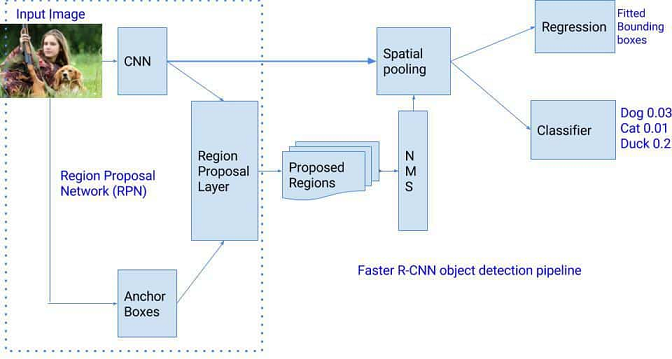 Input Image
CNN
Region Proposal
Network (RPN)
Region
Proposal
Layer
Anchor
Boxes
Proposed
Regions
N
M
S
Spatial
pooling
Regression
Fitted
Bounding
boxes
Classifier
Dog 0.03
Cat 0.01
Duck 0.2
Faster R-CNN object detection pipeline